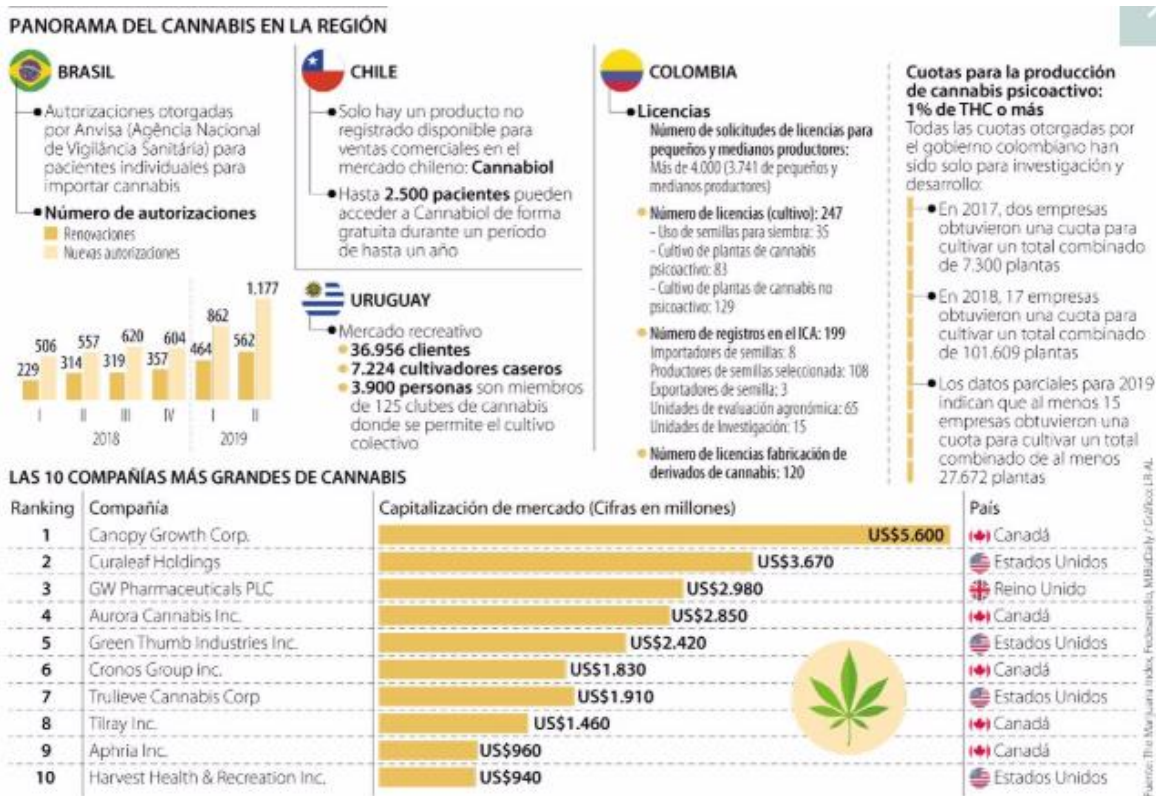 PANORAMA DEL CANNABIS EN LA REGIÓN
BRASIL
Autorizaciones otorgadas
por Anvisa (Agência Nacional
de Vigilância Sanitária) para
pacientes individuales para
importar cannabis
Número de autorizaciones
Renovaciones
Nuevas autorizaciones
229 506 314 557 319 620 357 604 464 862 562 1,177
I II III IV I II
2018 2019
CHILE
Solo hay un producto no
registrado disponible para
ventas comerciales en el
mercado chileno: Cannabiol
Hasta 2.500 pacientes pueden
acceder a Cannabiol de forma
gratuita durante un período
de hasta un año
URUGUAY
Mercado recreativo
36.956 clientes
7.224 cultivadores caseros
3.900 personas son miembros
de 125 clubes de cannabis
donde se permite el cultivo
colectivo
COLOMBIA
Licencias
Número de solicitudes de licencias para
pequeños y medianos productores:
Más de 4.000 (3.741 de pequeños y
medianos productores)
Número de licencias (cultivo): 247
- Uso de semillas para siembra: 35
- Cultivo de plantas de cannabis
psicoactivo: 83
- Cultivo de plantas de cannabis no
psicoactivo: 129
Número de registros en el ICA: 199
Importadores de semillas: 8
Productores de semillas seleccionada: 108
Exportadores de semilla: 3
Unidades de evaluación agronómica: 65
Unidades de Investigación: 15
Número de licencias fabricación de
derivados de cannabis: 120
Cuotas para la producción
de cannabis psicoactivo:
1% de THC o más
Todas las cuotas otorgadas por
el gobierno colombiano han
sido solo para investigación y
desarrollo:
En 2017, dos empresas
obtuvieron una cuota para
cultivar un total combinado
de 7.300 plantas
En 2018, 17 empresas
obtuvieron una cuota para
cultivar un total combinado
de 101.609 plantas
Los datos parciales para 2019
indican que al menos 15
empresas obtuvieron una
cuota para cultivar un total
combinado de al menos
27.672 plantas
LAS 10 COMPAÑÍAS MÁS GRANDES DE CANNABIS
Ranking Compañía Capitalización de mercado (Cifras en millones) País
1 Canopy Growth Corp. US$5.600 Canadá
2 Curaleaf Holdings US$3.670 Estados Unidos
3 GW Pharmaceuticals PLC US$2.980 Reino Unido
4 Aurora Cannabis Inc. US$2.850 Canadá
5 Green Thumb Industries Inc. US$2.420 Estados Unidos
6 Cronos Group Inc. US$1.830 Canadá
7 Trulieve Cannabis Corp US$1.910 Estados Unidos
8 Tilray Inc. US$1.460 Canadá
9 Aphria Inc. US$960 Canadá
10 Harvest Health & Recreation Inc. US$940 Estados Unidos
Fuente: The Marijuana Index, Fedesarrollo, MJBizDaily / Gráfico: LR-AL